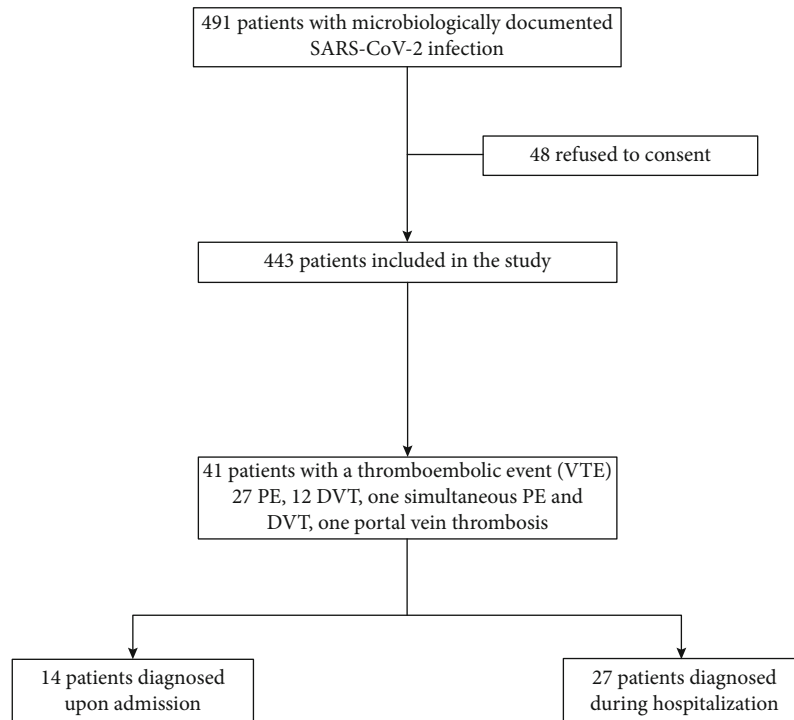 491 patients with microbiologically documented
SARS-CoV-2 infection
48 refused to consent
443 patients included in the study
41 patients with a thromboembolic event (VTE)
27 PE, 12 DVT, one simultaneous PE and
DVT, one portal vein thrombosis
14 patients diagnosed
upon admission
27 patients diagnosed
during hospitalization